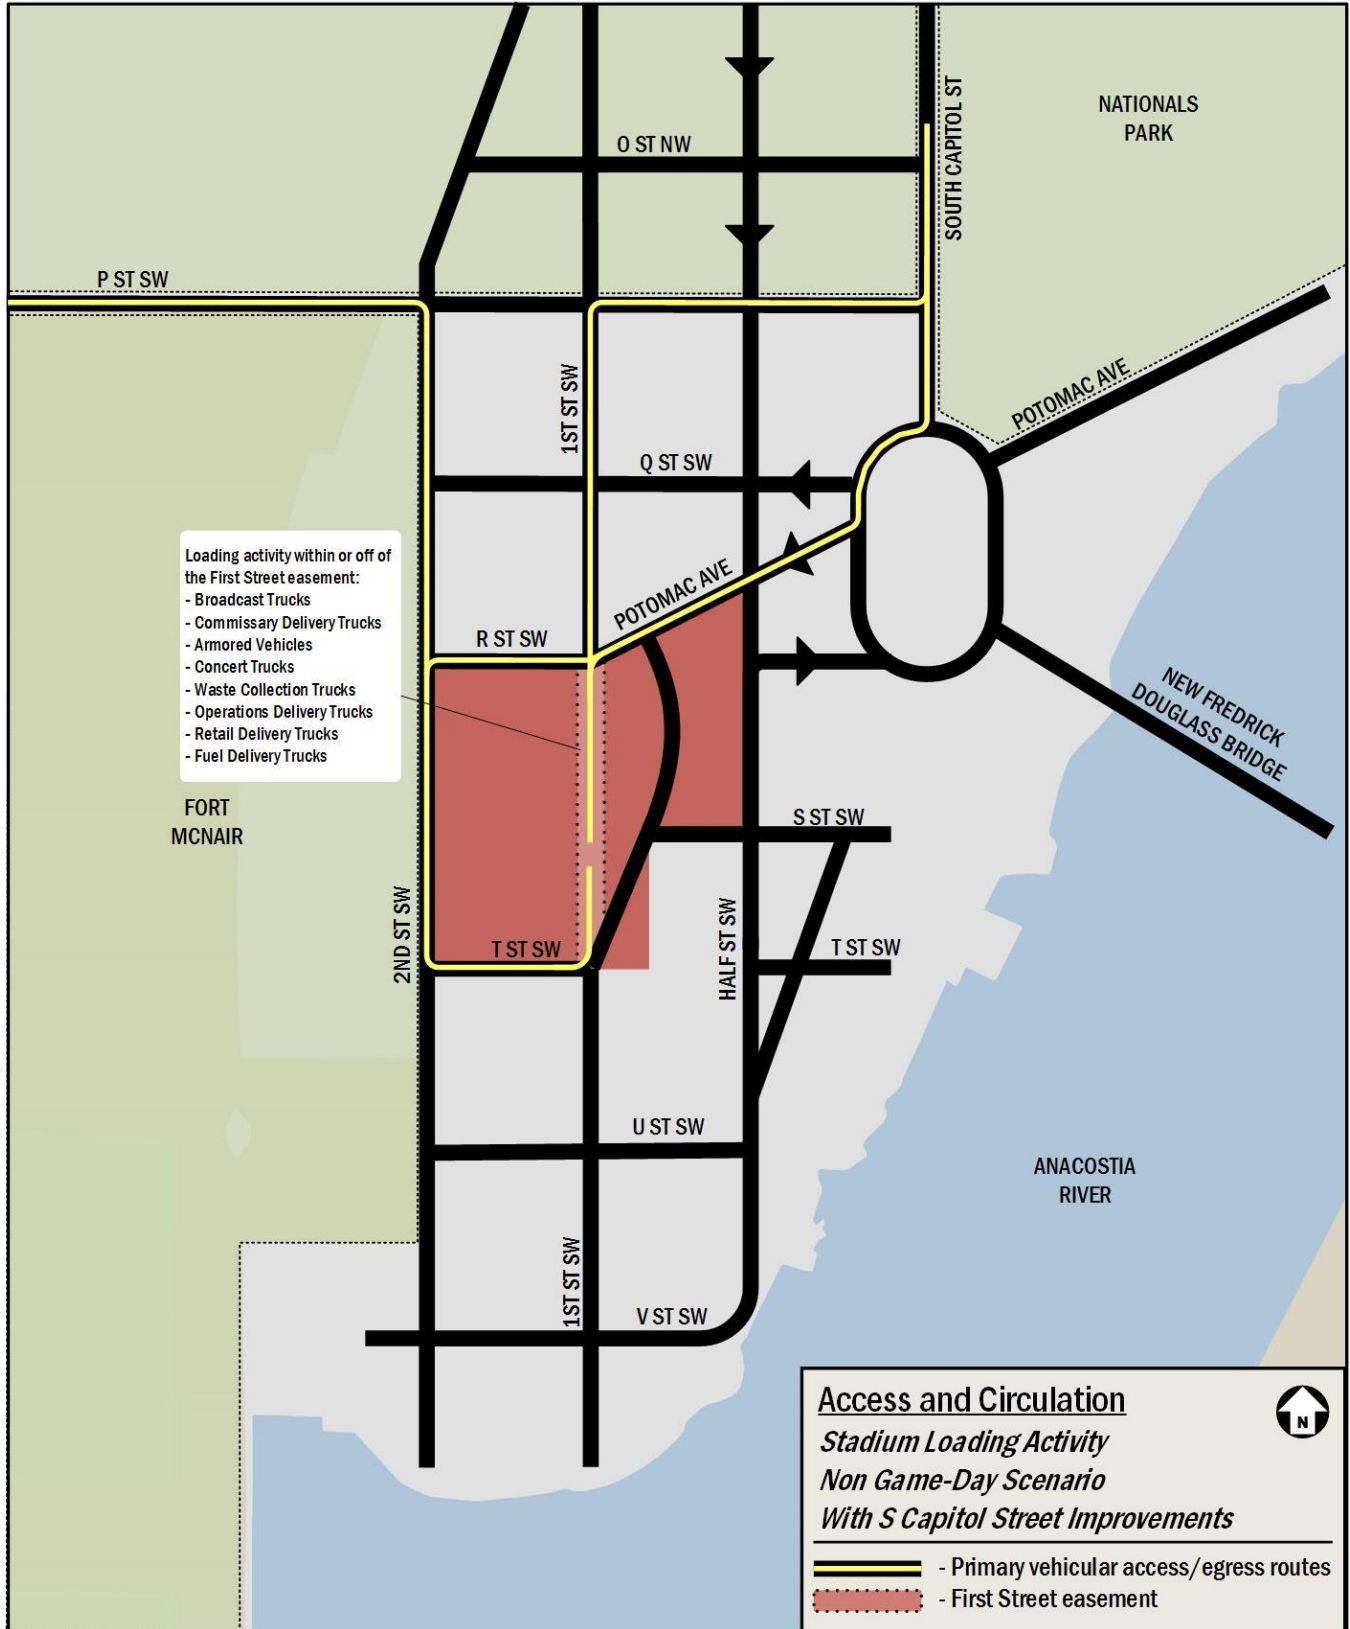 NATIONALS
PARK
O ST NW
SOUTH CAPITOL ST
P ST SW
POTOMAC AVE
1ST ST SW
Q ST SW
Loading activity within or off of
the First Street easement:
- Broadcast Trucks
- Commissary Delivery Trucks
- Armored Vehicles
- Concert Trucks
- Waste Collection Trucks
- Operations Delivery Trucks
- Retail Delivery Trucks
- Fuel Delivery Trucks
POTOMAC AVE
R ST SW
NEW FREDRICK
DOUGLASS BRIDGE
FORT
MCNAIR
S ST SW
2ND ST SW
T ST SW
HALF ST SW
T ST SW
U ST SW
ANACOSTIA
RIVER
1ST ST SW
V ST SW
Access and Circulation
N
Stadium Loading Activity
Non Game-Day Scenario
With S Capitol Street Improvements
- Primary vehicular access/egress routes
- First Street easement